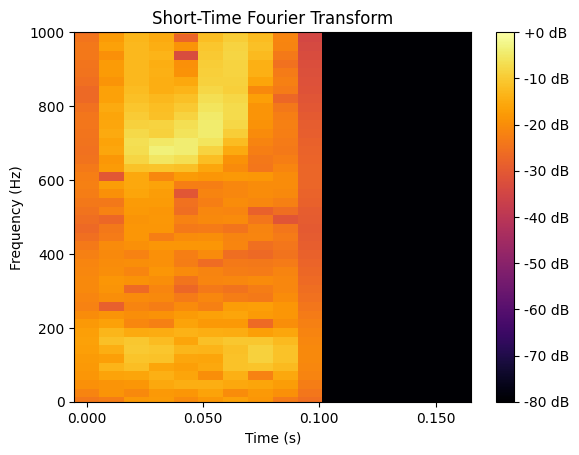 Short-Time Fourier Transform
Frequency (Hz)
1000
800
600
400
200
0
0.000
0.050
0.100
0.150
Time (s)
+0 dB
-10 dB
-20 dB
-30 dB
-40 dB
-50 dB
-60 dB
-70 dB
-80 dB